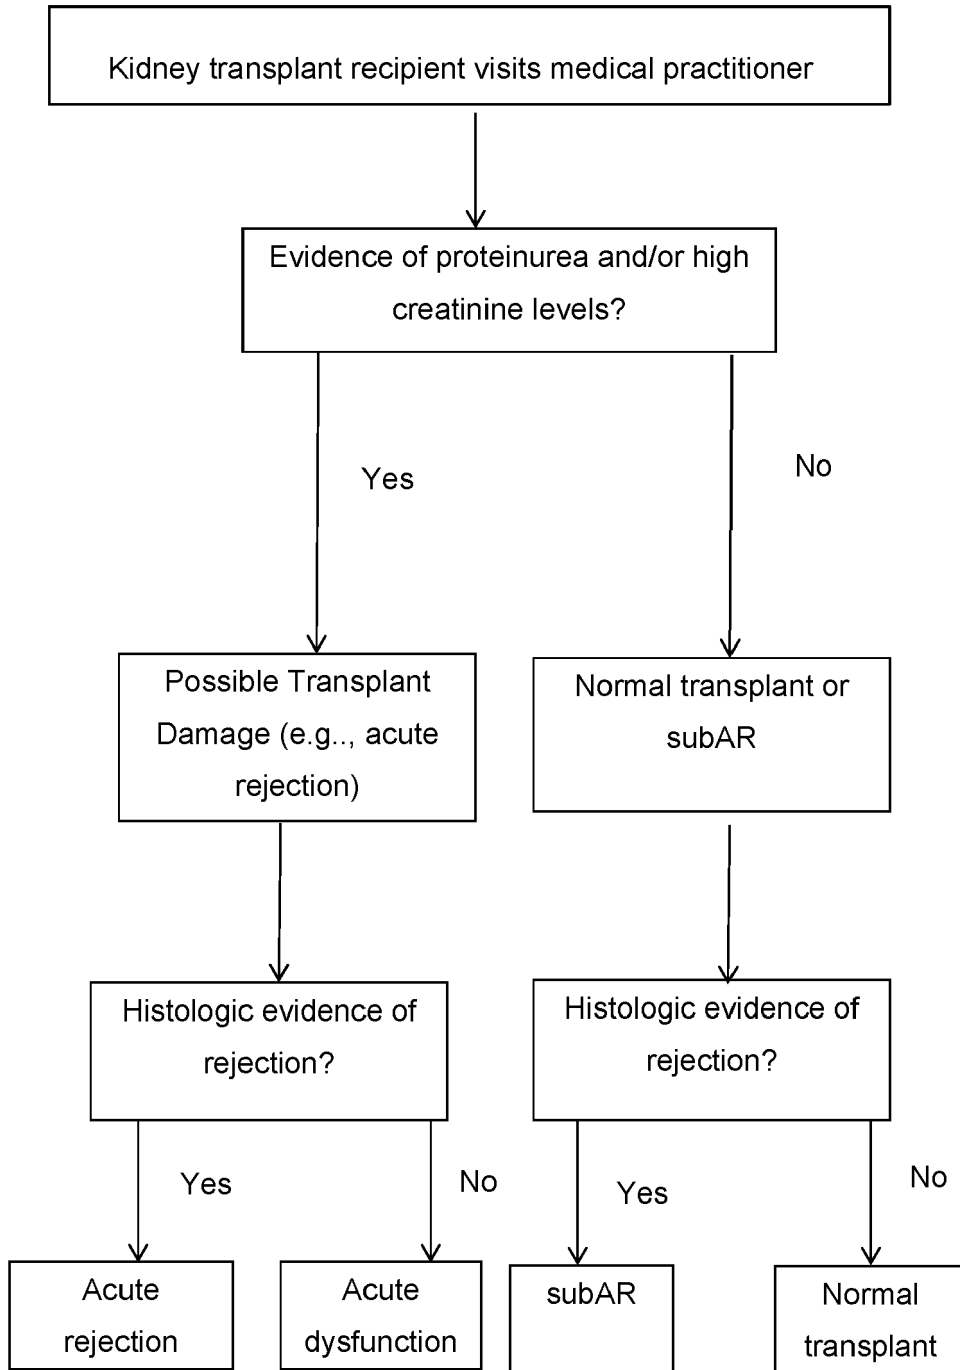 Kidney transplant recipient visits medical practitioner
Evidence of proteinurea and/or high
creatinine levels?
Yes
No
Possible Transplant
Damage (e.g.., acute
rejection)
Normal transplant or
subAR
Histologic evidence of
rejection?
Histologic evidence of
rejection?
Yes
No
Yes
No
Acute
rejection
Acute
dysfunction
subAR
Normal
transplant